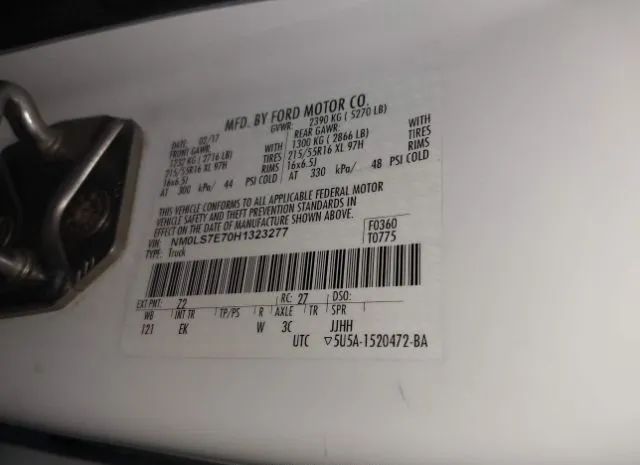 MFD. BY FORD MOTOR CO.
DATE: 02/17 GVWR: 2390 KG ( 5270 LB)
FRONT GAWR: REAR GAWR:
1232 KG ( 2716 LB) WITH 1300 KG ( 2866 LB) WITH
215/55R16 XL 97H TIRES 215/55R16 XL 97H TIRES
16x6.5J RIMS 16x6.5J RIMS
AT 300 kPa/ 44 PSI COLD AT 330 kPa/ 48 PSI COLD
THIS VEHICLE CONFORMS TO ALL APPLICABLE FEDERAL MOTOR
VEHICLE SAFETY AND THEFT PREVENTION STANDARDS IN
EFFECT ON THE DATE OF MANUFACTURE SHOWN ABOVE.
VIN: NM0LS7E70H1323277 F0360
TYPE: Truck T0775
EXT PNT: Z2 RC: 27 DSO:
WB INT TR TP/PS R AXLE TR SPR
121 EK W 3C JJHH
UTC ▽5U5A-1520472-BA